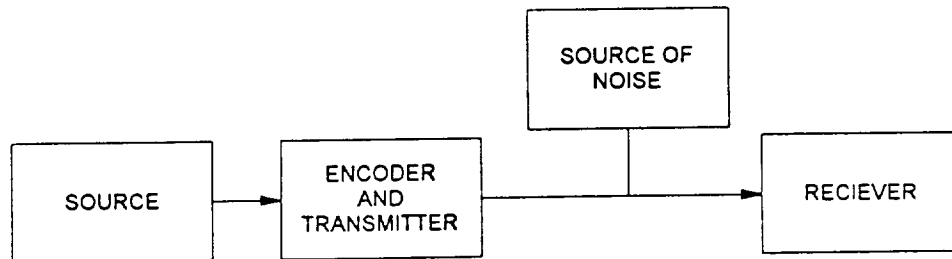 SOURCE OF
NOISE
SOURCE
ENCODER
AND
TRANSMITTER
RECIEVER